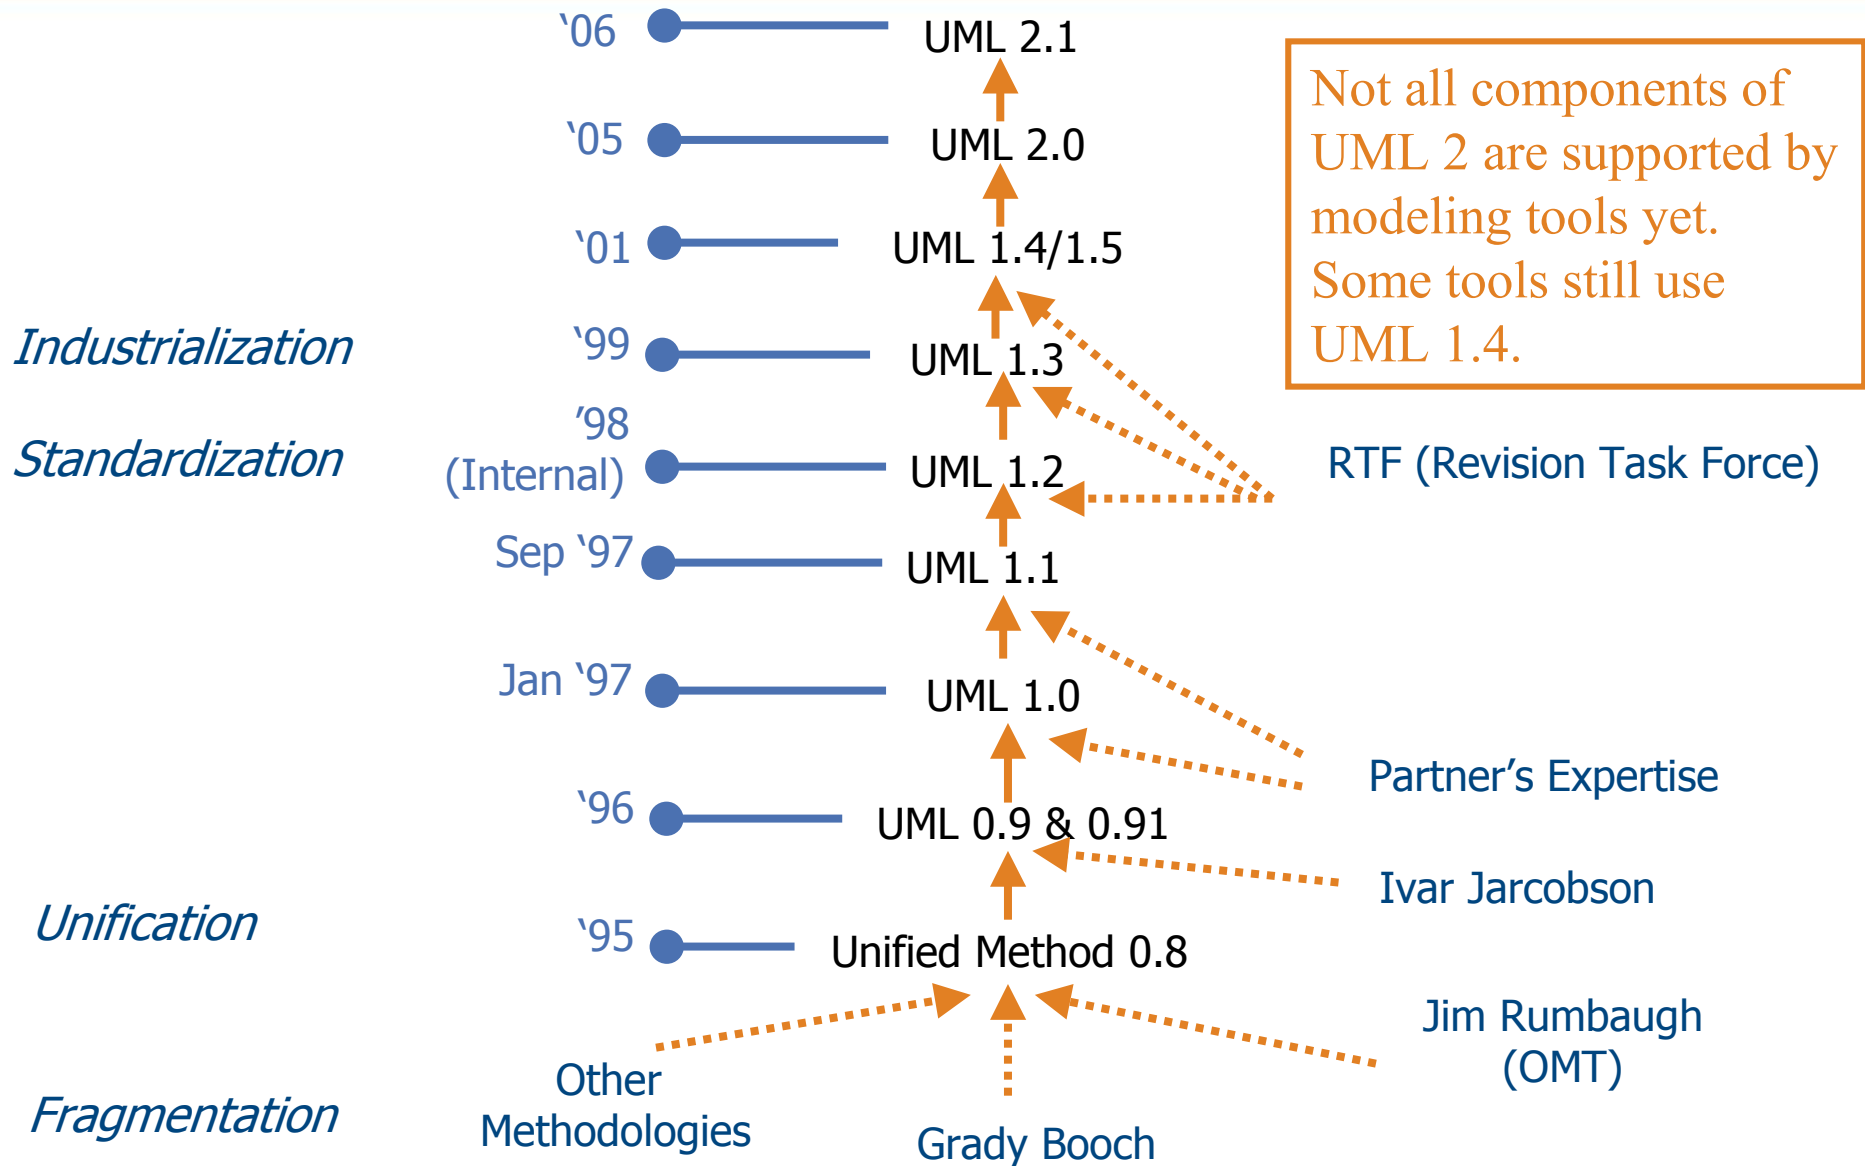 ‘06
UML 2.1
Not all components of
UML 2 are supported by
modeling tools yet.
Some tools still use
UML 1.4.
‘05
UML 2.0
‘01
UML 1.4/1.5
Industrialization
‘99
UML 1.3
Standardization
’98
(Internal)
UML 1.2
RTF (Revision Task Force)
Sep ‘97
UML 1.1
Jan ‘97
UML 1.0
Partner’s Expertise
‘96
UML 0.9 & 0.91
Ivar Jarcobson
Unification
‘95
Unified Method 0.8
Jim Rumbaugh
(OMT)
Fragmentation
Other
Methodologies
Grady Booch